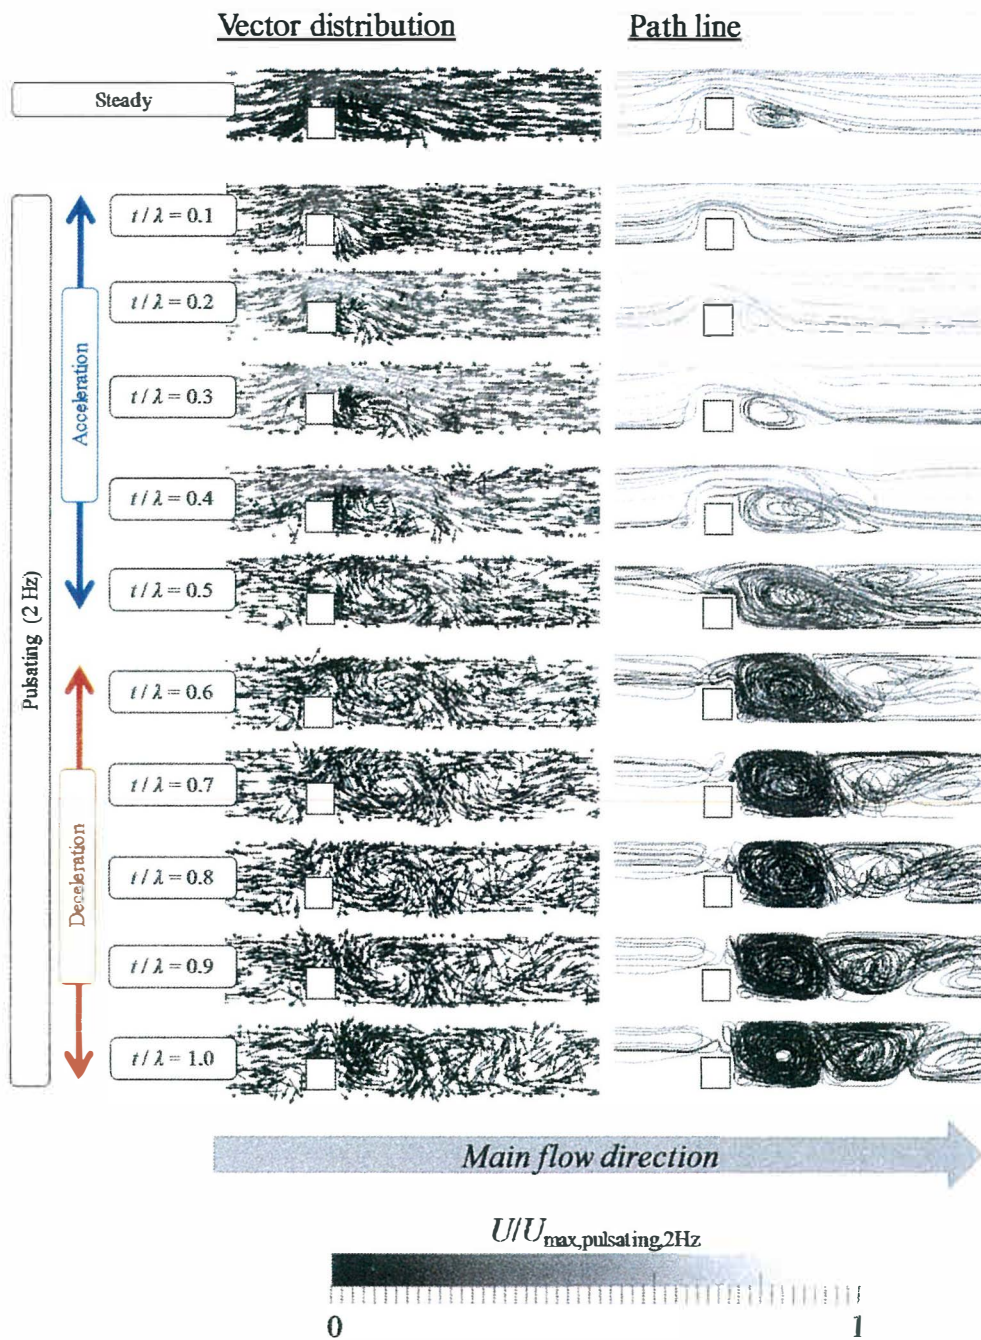 Vector distribution Path line
Steady
Pulsating (2 Hz)
Acceleration
t / λ = 0.1
t / λ = 0.2
t / λ = 0.3
t / λ = 0.4
t / λ = 0.5
Deceleration
t / λ = 0.6
t / λ = 0.7
t / λ = 0.8
t / λ = 0.9
t / λ = 1.0
Main flow direction
U/Umax,pulsating,2Hz
0 1